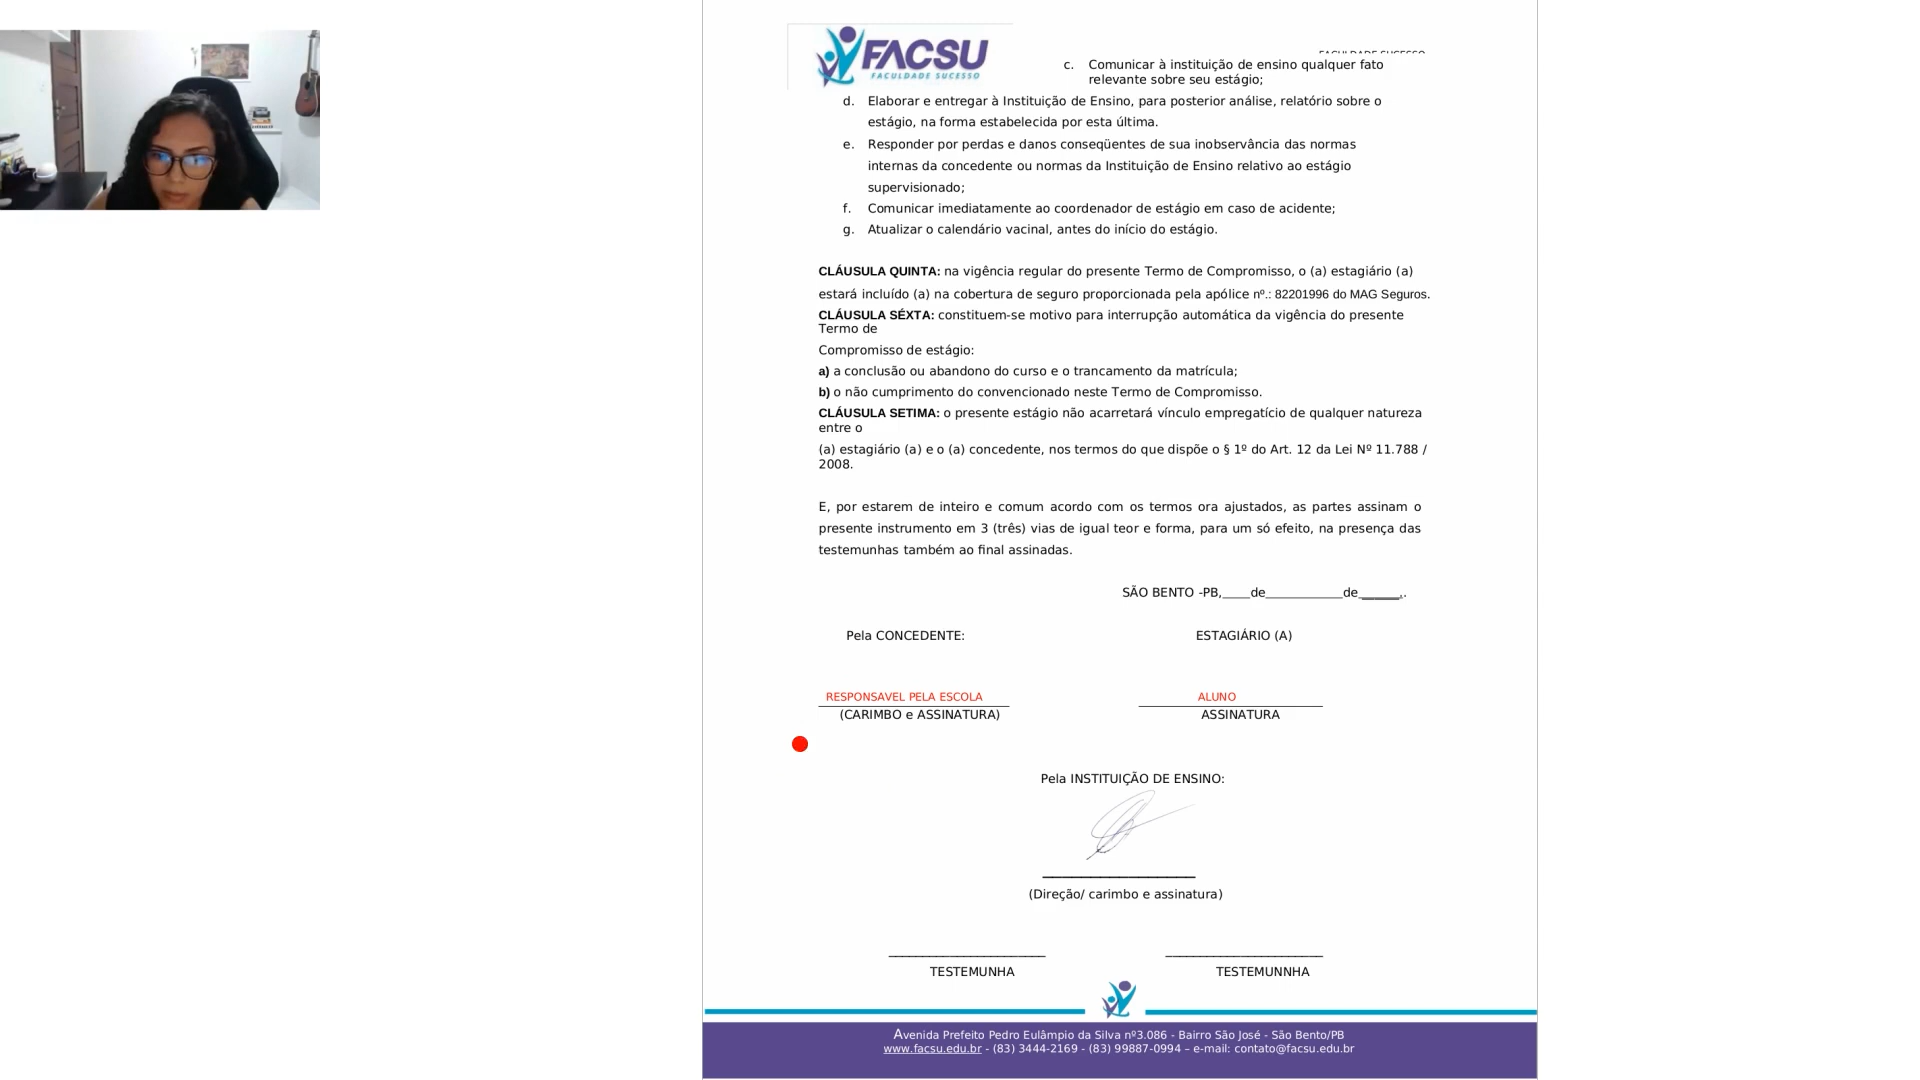 FACSU
FACULDADE SUCESSO
FACULDADE SUCESSO
c. Comunicar à instituição de ensino qualquer fato
relevante sobre seu estágio;
d. Elaborar e entregar à Instituição de Ensino, para posterior análise, relatório sobre o
estágio, na forma estabelecida por esta última.
e. Responder por perdas e danos conseqüentes de sua inobservância das normas
internas da concedente ou normas da Instituição de Ensino relativo ao estágio
supervisionado;
f. Comunicar imediatamente ao coordenador de estágio em caso de acidente;
g. Atualizar o calendário vacinal, antes do início do estágio.
CLÁUSULA QUINTA: na vigência regular do presente Termo de Compromisso, o (a) estagiário (a)
estará incluído (a) na cobertura de seguro proporcionada pela apólice nº.: 82201996 do MAG Seguros.
CLÁUSULA SÉXTA: constituem-se motivo para interrupção automática da vigência do presente
Termo de
Compromisso de estágio:
a) a conclusão ou abandono do curso e o trancamento da matrícula;
b) o não cumprimento do convencionado neste Termo de Compromisso.
CLÁUSULA SETIMA: o presente estágio não acarretará vínculo empregatício de qualquer natureza
entre o
(a) estagiário (a) e o (a) concedente, nos termos do que dispõe o § 1º do Art. 12 da Lei Nº 11.788 /
2008.
E, por estarem de inteiro e comum acordo com os termos ora ajustados, as partes assinam o
presente instrumento em 3 (três) vias de igual teor e forma, para um só efeito, na presença das
testemunhas também ao final assinadas.
SÃO BENTO -PB,____de___________de______..
Pela CONCEDENTE: ESTAGIÁRIO (A)
RESPONSAVEL PELA ESCOLA ALUNO
(CARIMBO e ASSINATURA) ASSINATURA
Pela INSTITUIÇÃO DE ENSINO:
(Direção/ carimbo e assinatura)
TESTEMUNHA TESTEMUNNHA
Avenida Prefeito Pedro Eulâmpio da Silva nº3.086 - Bairro São José - São Bento/PB
www.facsu.edu.br - (83) 3444-2169 - (83) 99887-0994 – e-mail: contato@facsu.edu.br